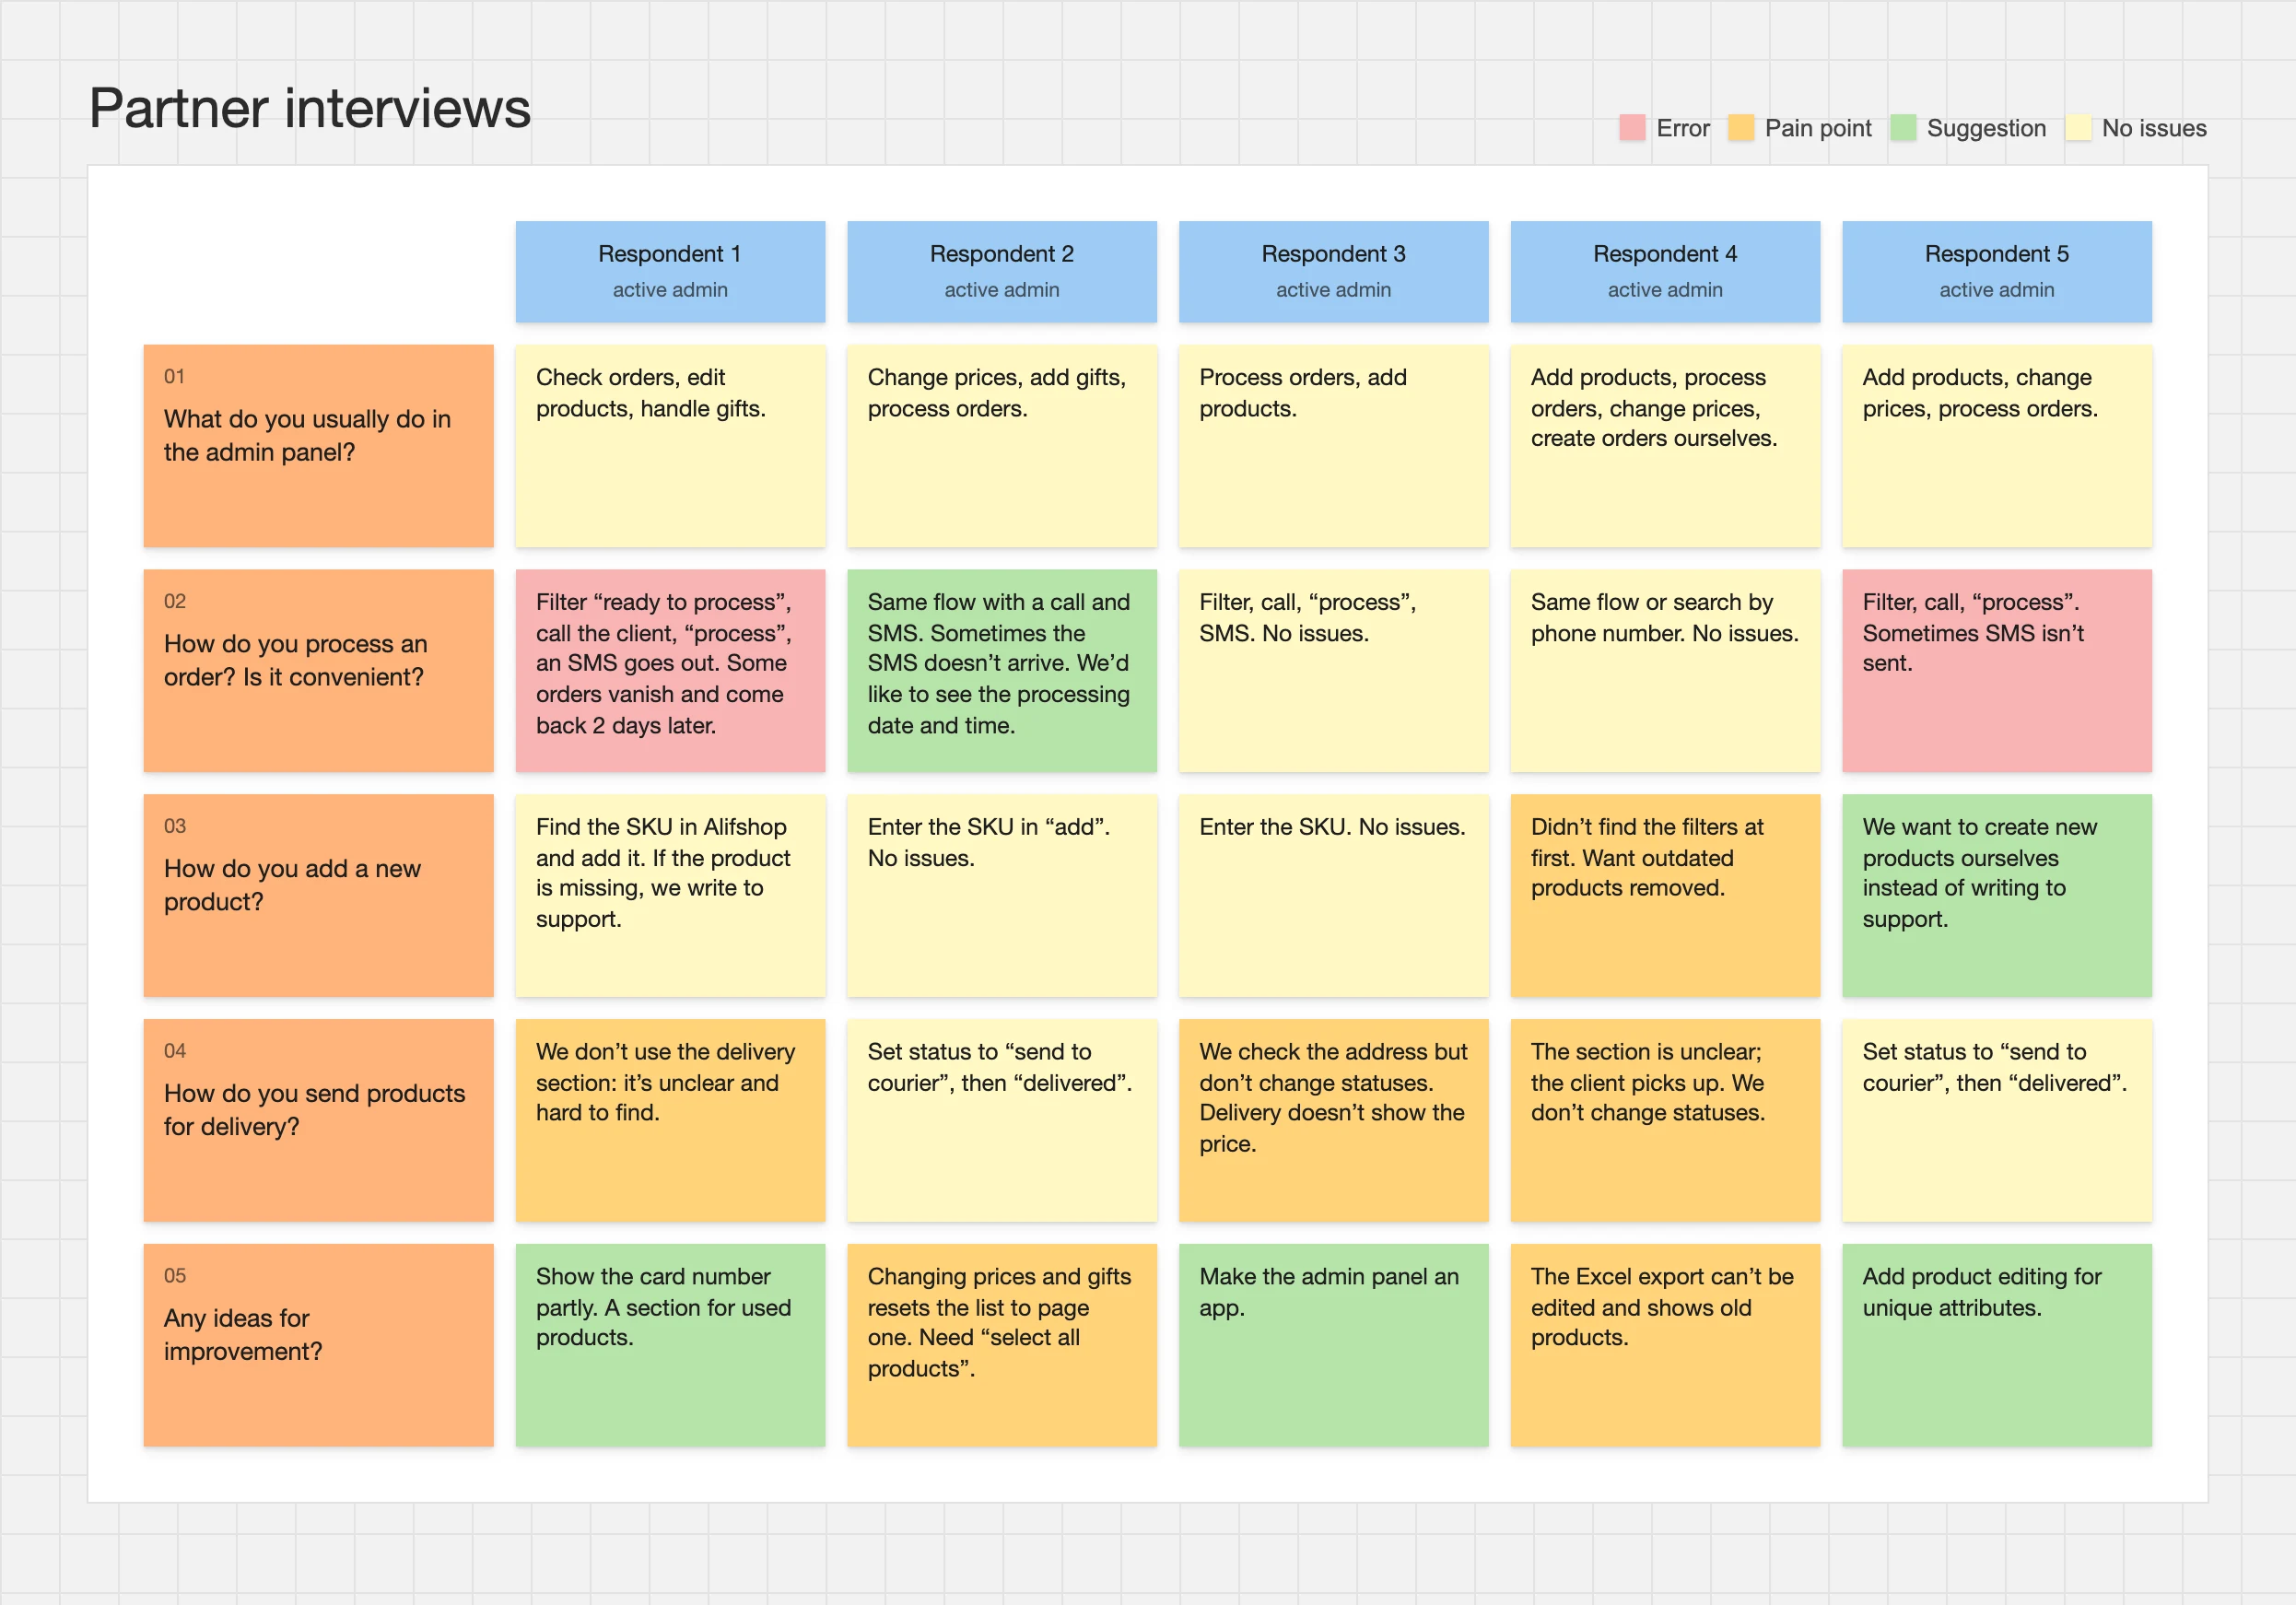 Partner interviews
Error
Pain point
Suggestion
No issues
Respondent 1
active admin
Respondent 2
active admin
Respondent 3
active admin
Respondent 4
active admin
Respondent 5
active admin
01
What do you usually do in
the admin panel?
Check orders, edit
products, handle gifts.
Change prices, add gifts,
process orders.
Process orders, add
products.
Add products, process
orders, change prices,
create orders ourselves.
Add products, change
prices, process orders.
02
How do you process an
order? Is it convenient?
Filter “ready to process”,
call the client, “process”,
an SMS goes out. Some
orders vanish and come
back 2 days later.
Same flow with a call and
SMS. Sometimes the
SMS doesn’t arrive. We’d
like to see the processing
date and time.
Filter, call, “process”,
SMS. No issues.
Same flow or search by
phone number. No issues.
Filter, call, “process”.
Sometimes SMS isn’t
sent.
03
How do you add a new
product?
Find the SKU in Alifshop
and add it. If the product
is missing, we write to
support.
Enter the SKU in “add”.
No issues.
Enter the SKU. No issues.
Didn’t find the filters at
first. Want outdated
products removed.
We want to create new
products ourselves
instead of writing to
support.
04
How do you send products
for delivery?
We don’t use the delivery
section: it’s unclear and
hard to find.
Set status to “send to
courier”, then “delivered”.
We check the address but
don’t change statuses.
Delivery doesn’t show the
price.
The section is unclear;
the client picks up. We
don’t change statuses.
Set status to “send to
courier”, then “delivered”.
05
Any ideas for
improvement?
Show the card number
partly. A section for used
products.
Changing prices and gifts
resets the list to page
one. Need “select all
products”.
Make the admin panel an
app.
The Excel export can’t be
edited and shows old
products.
Add product editing for
unique attributes.